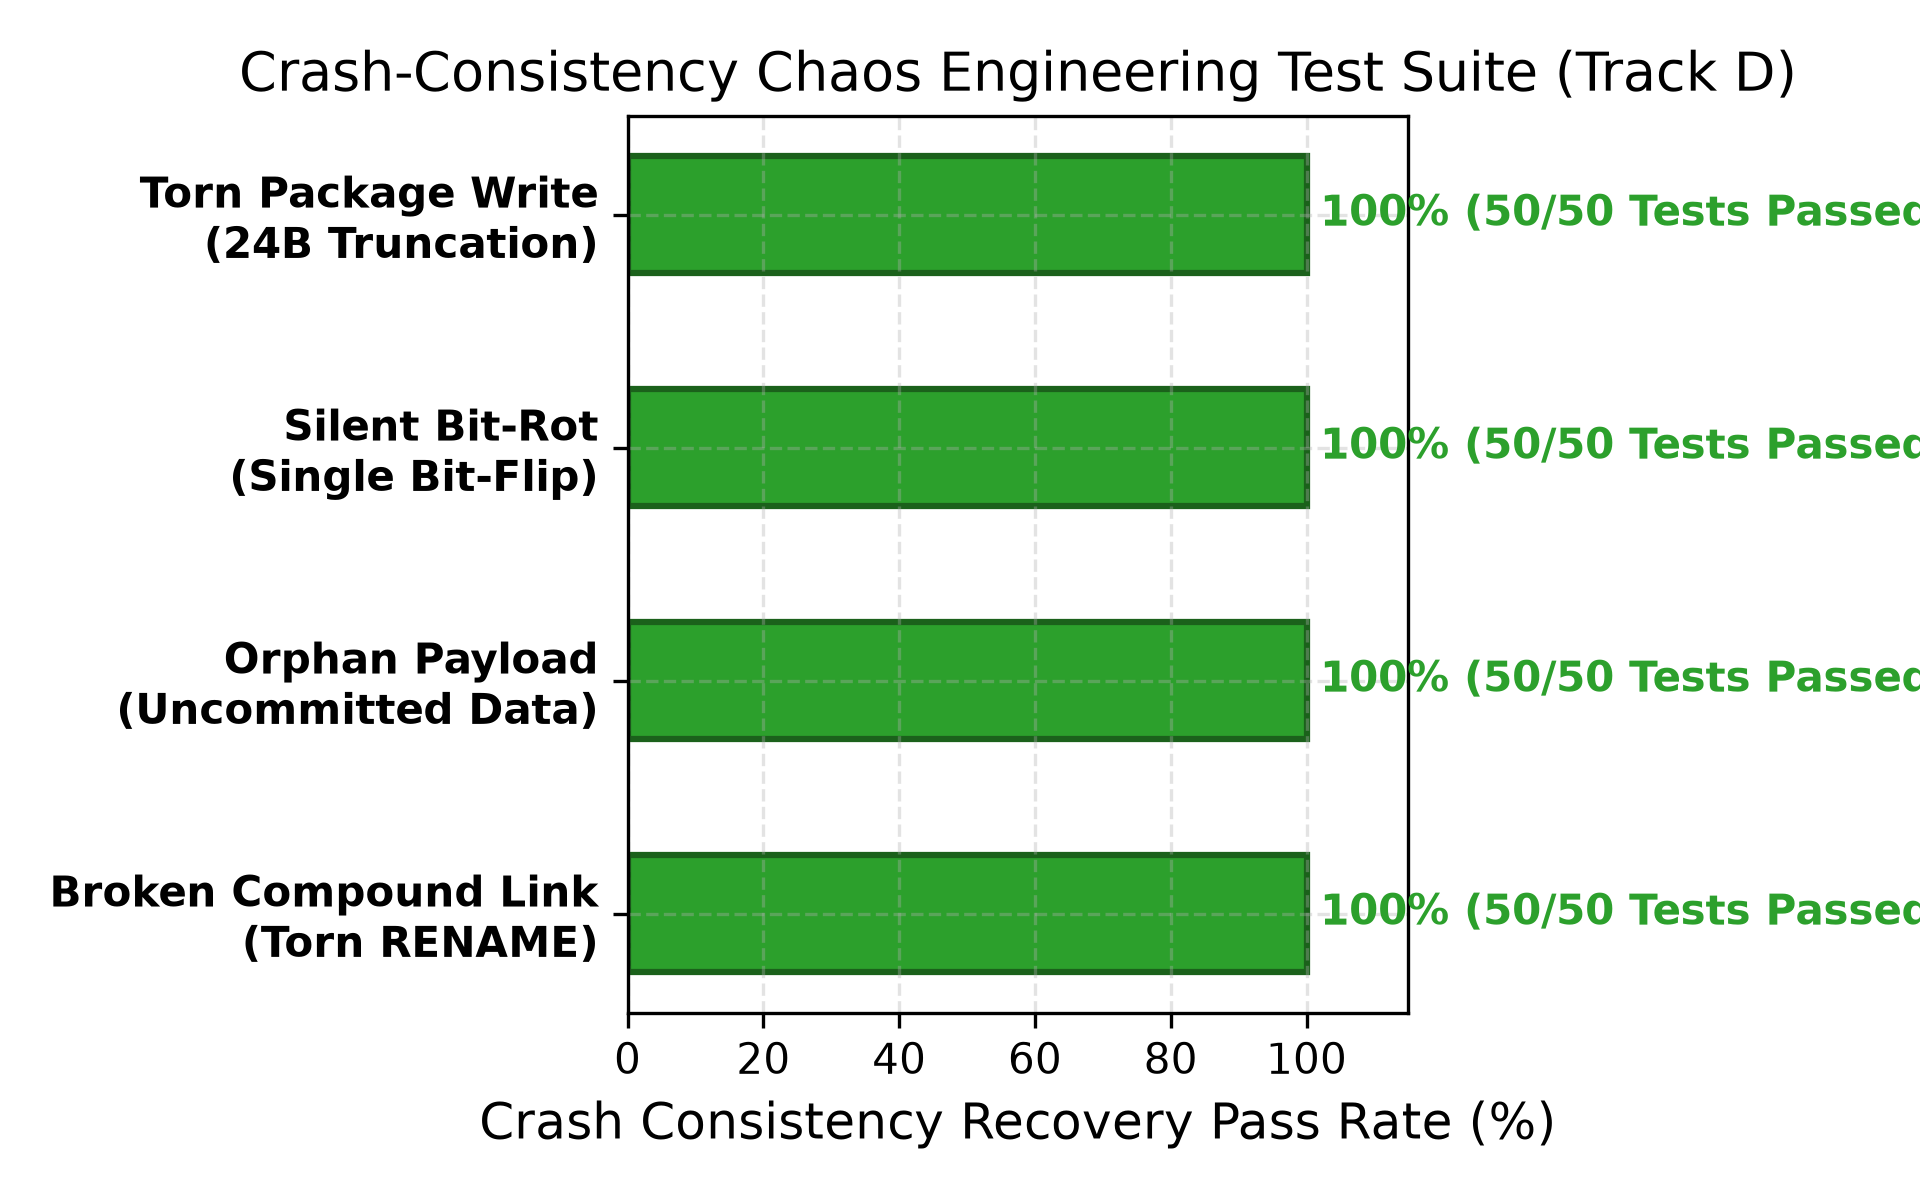 Crash-Consistency Chaos Engineering Test Suite (Track D)
Torn Package Write
(24B Truncation)
100% (50/50 Tests Passed
Silent Bit-Rot
(Single Bit-Flip)
100% (50/50 Tests Passed
Orphan Payload
(Uncommitted Data)
100% (50/50 Tests Passed
Broken Compound Link
(Torn RENAME)
100% (50/50 Tests Passed
0 20 40 60 80 100
Crash Consistency Recovery Pass Rate (%)